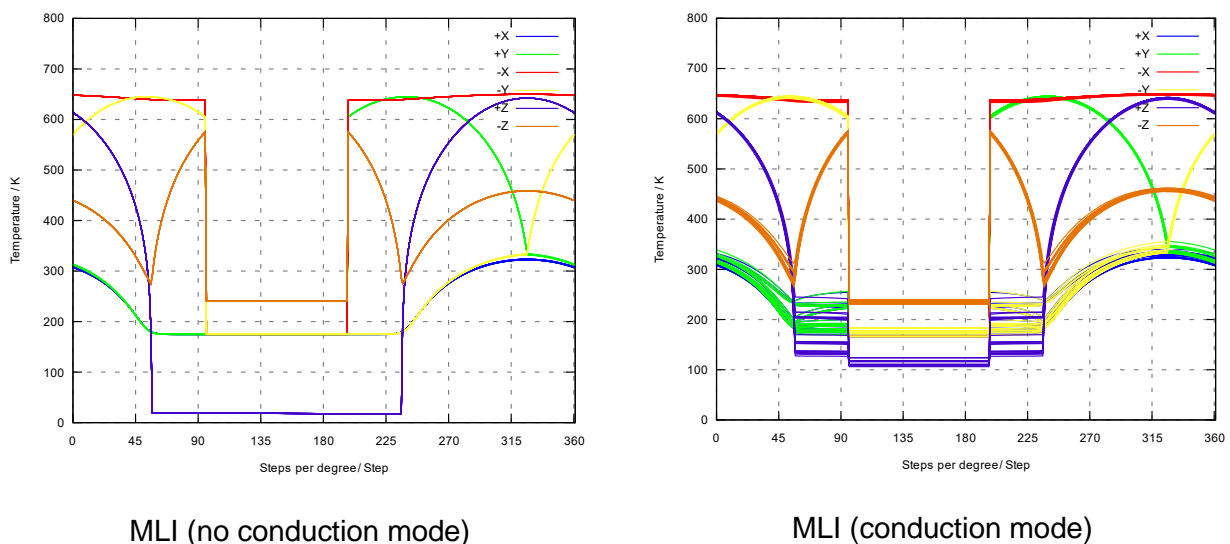 800
700
600
500
400
300
200
100
0
Temperature / K
+X
+Y
-X
-Y
+Z
-Z
0 45 90 135 180 225 270 315 360
Steps per degree/ Step
MLI (no conduction mode)
800
700
600
500
400
300
200
100
0
Temperature / K
+X
+Y
-X
-Y
+Z
-Z
0 45 90 135 180 225 270 315 360
Steps per degree/ Step
MLI (conduction mode)